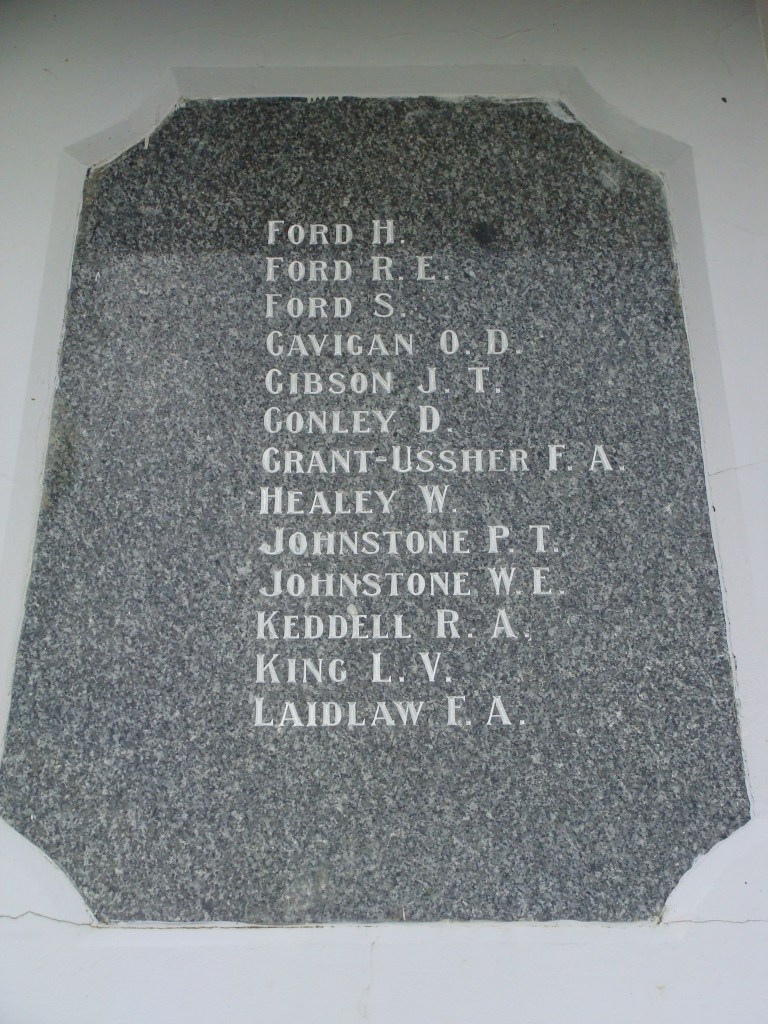 FORD H.
FORD R. E.
FORD S.
GAVIGAN O. D.
GIBSON J. T.
GONLEY D.
GRANT-USSHER F. A.
HEALEY W.
JOHNSTONE P. T.
JOHNSTONE W. E.
KEDDELL R. A.
KING L. V.
LAIDLAW F. A.